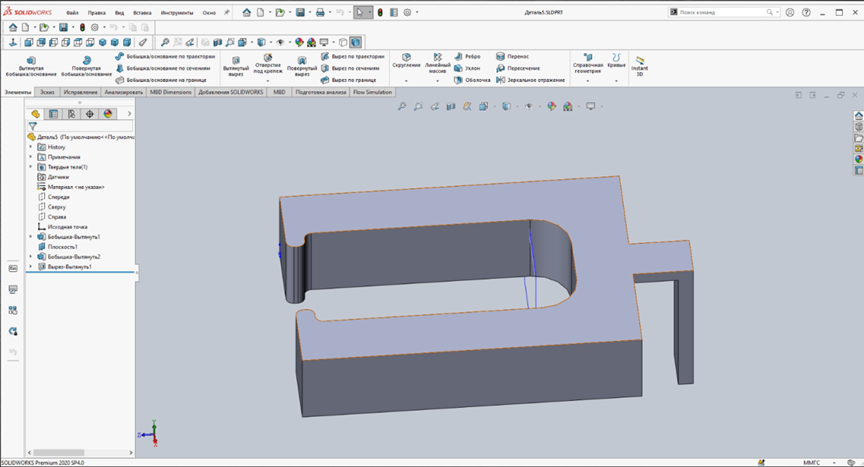 SOLIDWORKS Файл Правка Вид Вставка Инструменты Окно Деталь5.SLDPRT Поиск команд
Вытянутая бобышка/основание
Повернутая бобышка/основание
Бобышка/основание по траектории
Бобышка/основание по сечениям
Бобышка/основание на границе
Вытянутый вырез
Отверстие под крепеж
Повернутый вырез
Вырез по траектории
Вырез по сечениям
Вырез по границе
Скругление
Линейный массив
Ребро
Уклон
Оболочка
Перенос
Пересечение
Зеркальное отражение
Справочная геометрия
Кривые
Instant 3D
Элементы Эскиз Исправление Анализировать MBD Dimensions Добавления SOLIDWORKS MBD Подготовка анализа Flow Simulation
Деталь5 (По умолчанию<<По умолч
History
Примечания
Твердые тела(1)
Датчики
Материал <не указан>
Спереди
Сверху
Справа
Исходная точка
Бобышка-Вытянуть1
Плоскость1
Бобышка-Вытянуть2
Вырез-Вытянуть1
Z
SOLIDWORKS Premium 2020 SP4.0 ММГС